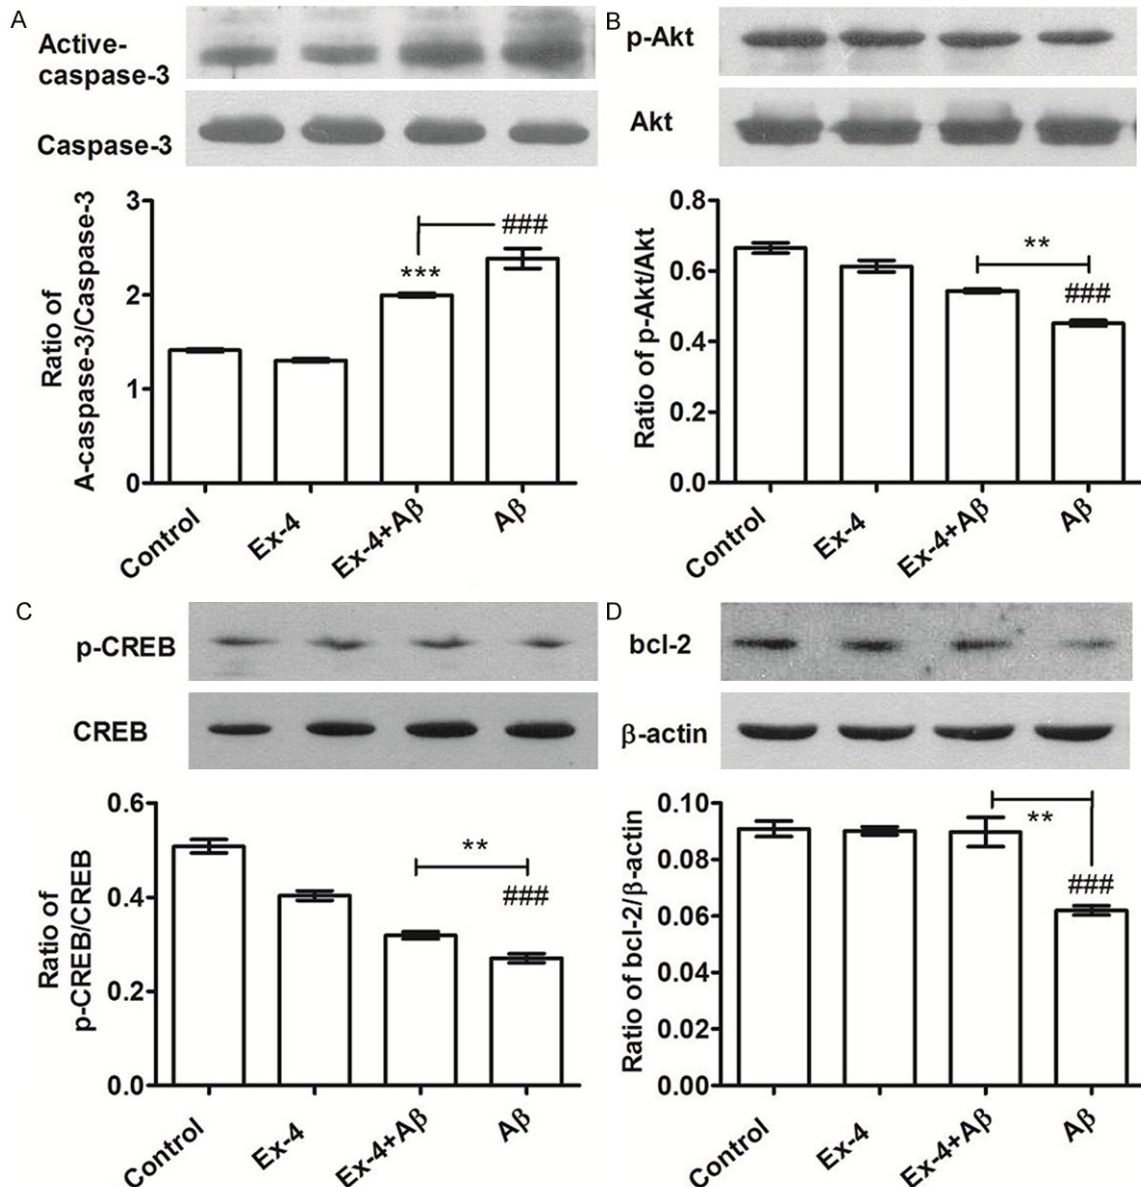 A
Active-
caspase-3
Caspase-3
Ratio of
A-caspase-3/Caspase-3
3
2
1
0
***
###
Control
Ex-4
Ex-4+Aβ
Aβ
B
p-Akt
Akt
Ratio of p-Akt/Akt
0.8
0.6
0.4
0.2
0.0
**
###
Control
Ex-4
Ex-4+Aβ
Aβ
C
p-CREB
CREB
Ratio of
p-CREB/CREB
0.6
0.4
0.2
0.0
**
###
Control
Ex-4
Ex-4+Aβ
Aβ
D
bcl-2
β-actin
Ratio of bcl-2/β-actin
0.10
0.08
0.06
0.04
0.02
0.00
**
###
Control
Ex-4
Ex-4+Aβ
Aβ